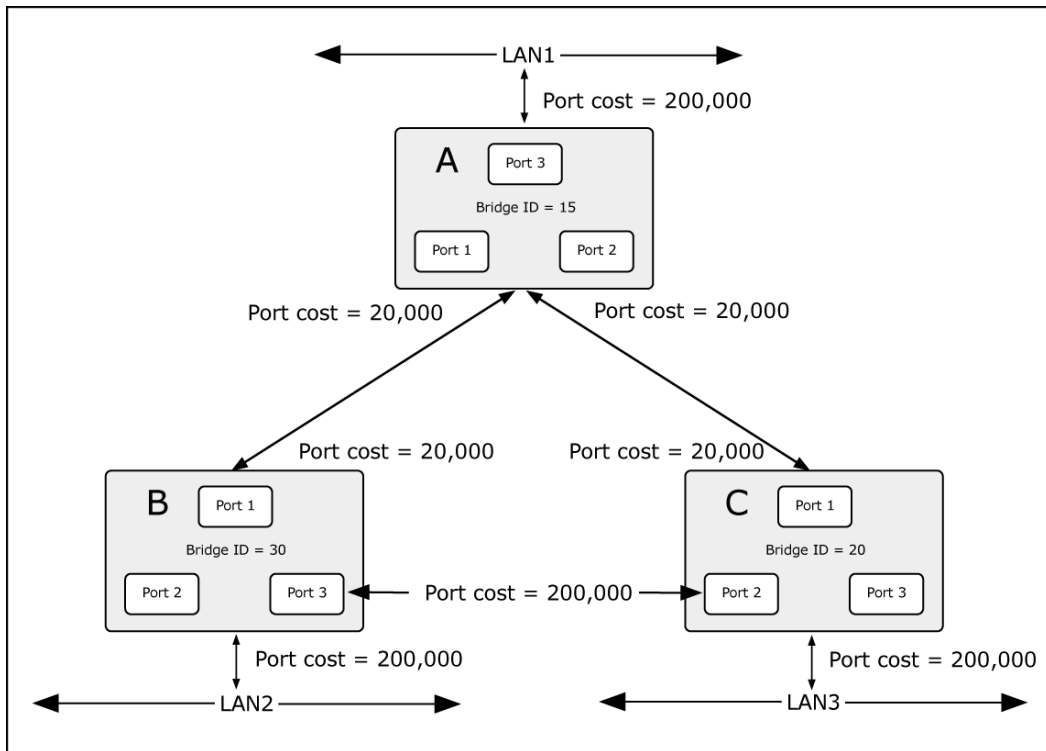 LAN1
Port cost = 200,000
A
Port 3
Bridge ID = 15
Port 1
Port 2
Port cost = 20,000
Port cost = 20,000
Port cost = 20,000
Port cost = 20,000
B
Port 1
Bridge ID = 30
Port 2
Port 3
Port cost = 200,000
C
Port 1
Bridge ID = 20
Port 2
Port 3
Port cost = 200,000
LAN2
Port cost = 200,000
LAN3